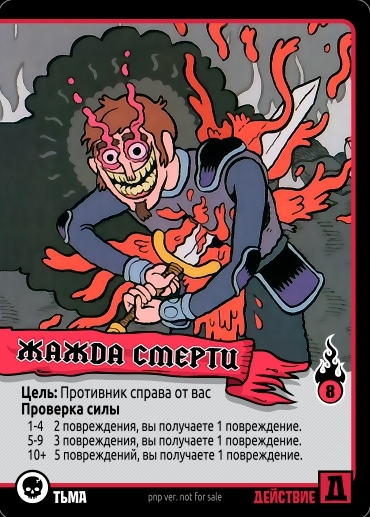 ЖАЖДА СМЕРТИ
8
Цель: Противник справа от вас
Проверка силы
1-4 2 повреждения, вы получаете 1 повреждение.
5-9 3 повреждения, вы получаете 1 повреждение.
10+ 5 повреждений, вы получаете 1 повреждение.
ТЬМА pnp ver. not for sale ДЕЙСТВИЕ Д